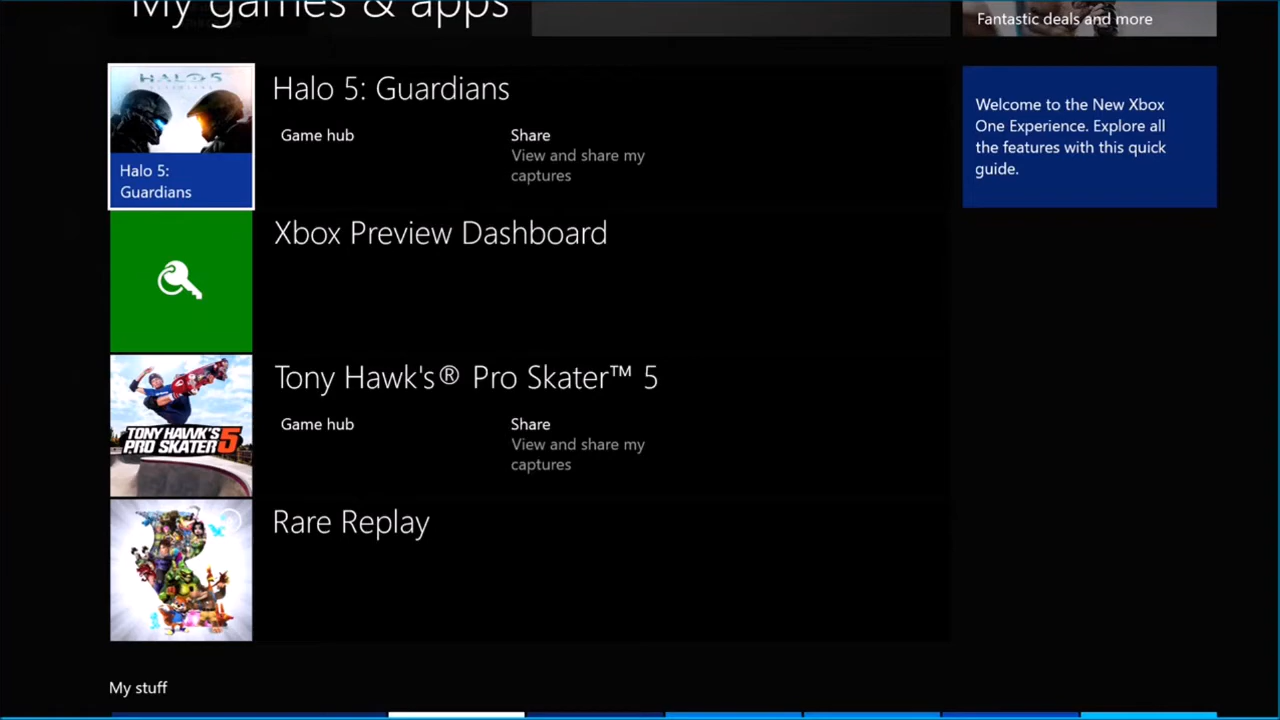 My games & apps
Fantastic deals and more
HALO 5
Halo 5:
Guardians
Halo 5: Guardians
Game hub
Share
View and share my
captures
Welcome to the New Xbox
One Experience. Explore all
the features with this quick
guide.
Xbox Preview Dashboard
TONY HAWK'S
PRO SKATER 5
Tony Hawk's® Pro Skater™ 5
Game hub
Share
View and share my
captures
Rare Replay
My stuff